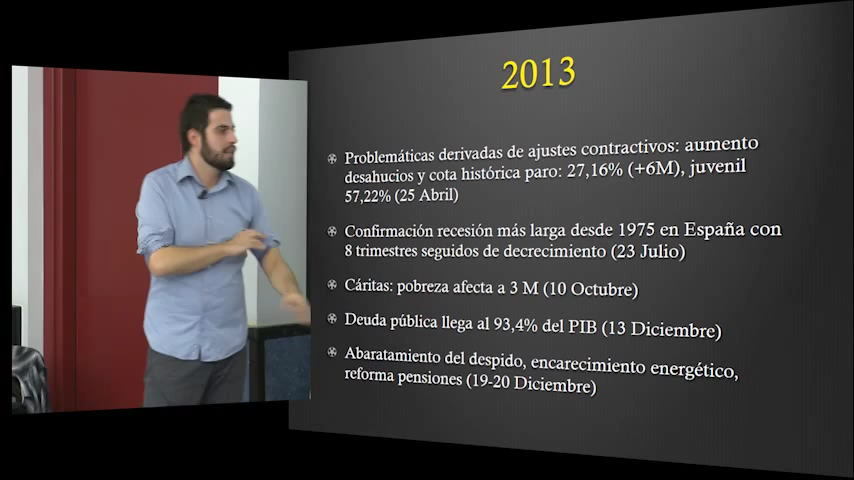 2013
Problemáticas derivadas de ajustes contractivos: aumento
desahucios y cota histórica paro: 27,16% (+6M), juvenil
57,22% (25 Abril)
Confirmación recesión más larga desde 1975 en España con
8 trimestres seguidos de decrecimiento (23 Julio)
Cáritas: pobreza afecta a 3 M (10 Octubre)
Deuda pública llega al 93,4% del PIB (13 Diciembre)
Abaratamiento del despido, encarecimiento energético,
reforma pensiones (19-20 Diciembre)